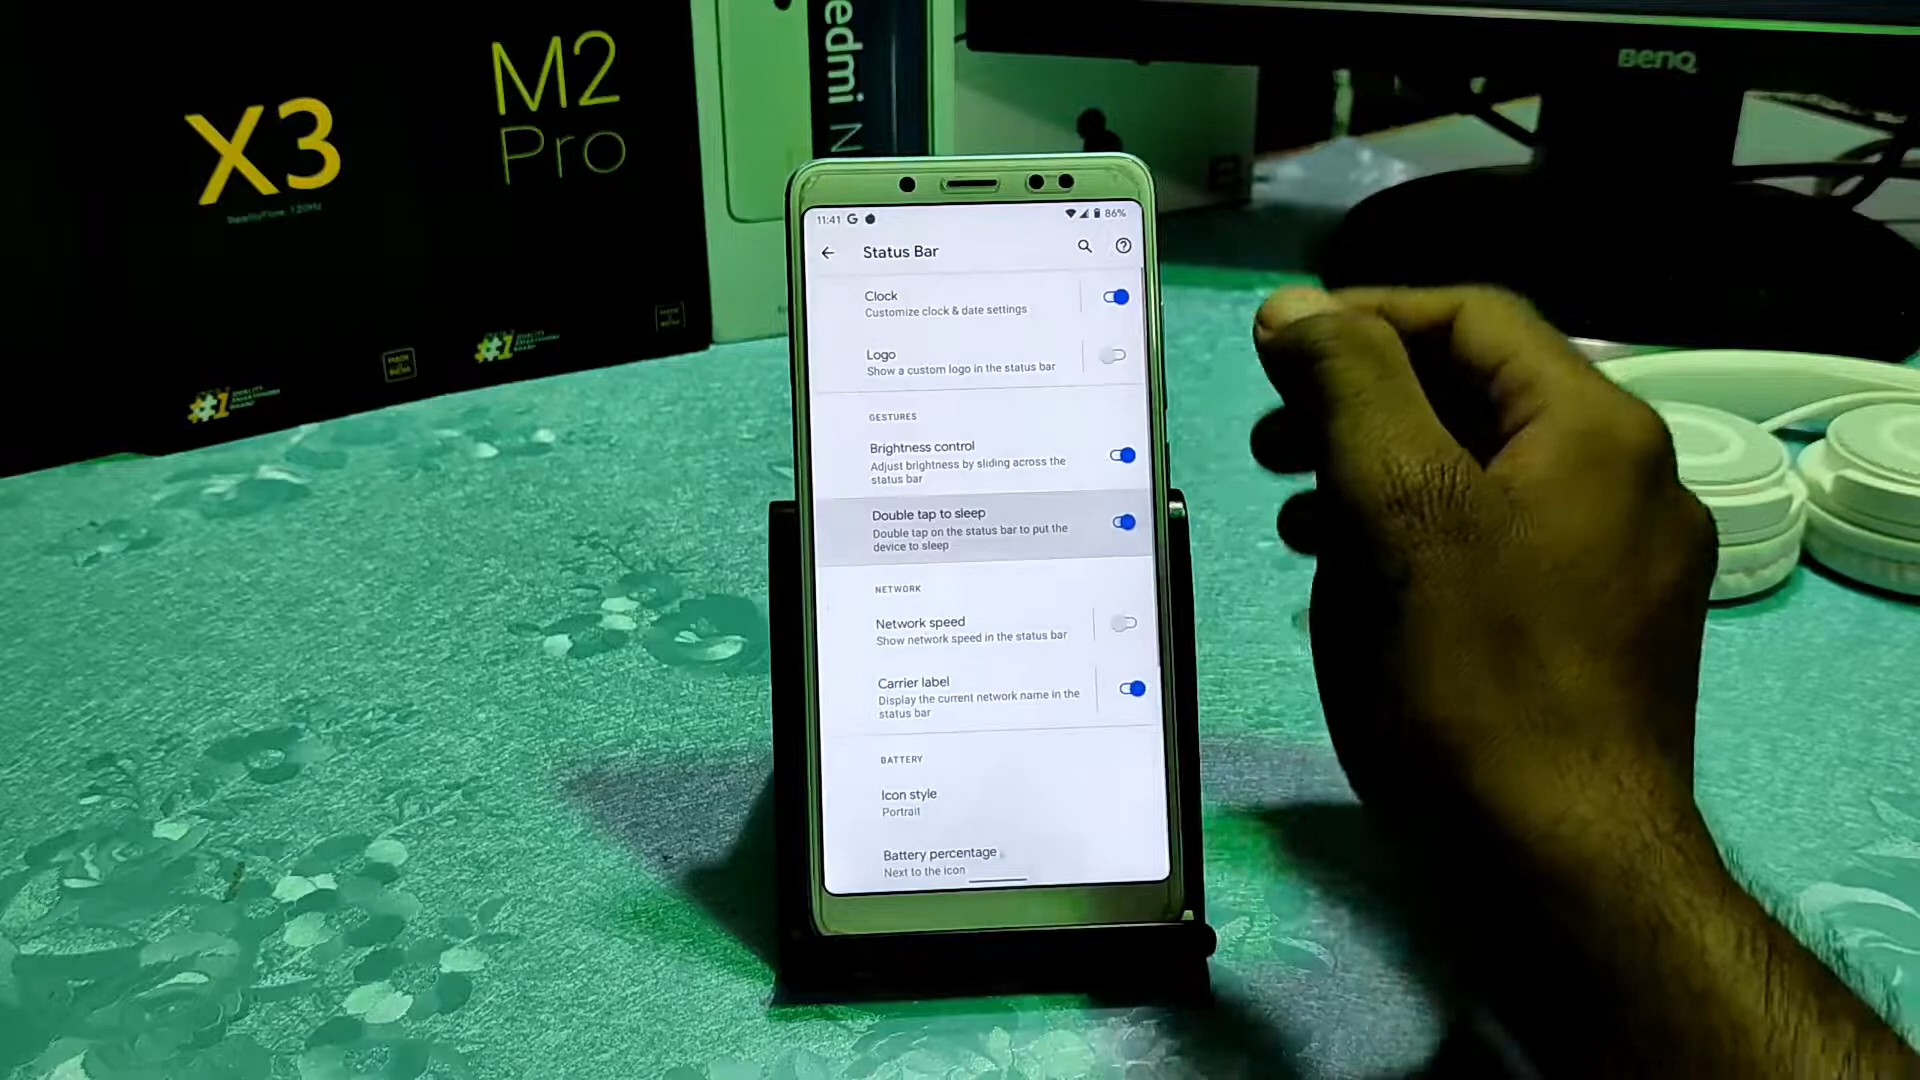 X3
M2
Pro
edmi N
BenQ
#1
#1
MADE
INDIA
11:41 G 86%
Status Bar
Clock
Customize clock & date settings
Logo
Show a custom logo in the status bar
GESTURES
Brightness control
Adjust brightness by sliding across the
status bar
Double tap to sleep
Double tap on the status bar to put the
device to sleep
NETWORK
Network speed
Show network speed in the status bar
Carrier label
Display the current network name in the
status bar
BATTERY
Icon style
Portrait
Battery percentage
Next to the icon